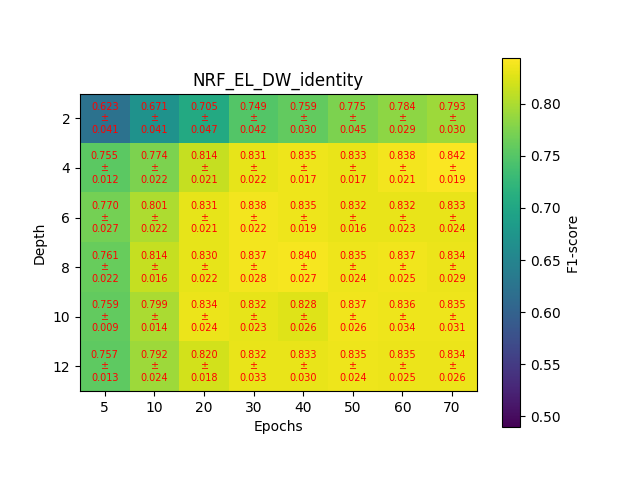 NRF_EL_DW_identity
0.623 0.671 0.705 0.749 0.759 0.775 0.784 0.793
± ± ± ± ± ± ± ±
0.041 0.041 0.047 0.042 0.030 0.045 0.029 0.030
0.755 0.774 0.814 0.831 0.835 0.833 0.838 0.842
± ± ± ± ± ± ± ±
0.012 0.022 0.021 0.022 0.017 0.017 0.021 0.019
0.770 0.801 0.831 0.838 0.835 0.832 0.832 0.833
± ± ± ± ± ± ± ±
0.027 0.022 0.021 0.022 0.019 0.016 0.023 0.024
0.761 0.814 0.830 0.837 0.840 0.835 0.837 0.834
± ± ± ± ± ± ± ±
0.022 0.016 0.022 0.028 0.027 0.024 0.025 0.029
0.759 0.799 0.834 0.832 0.828 0.837 0.836 0.835
± ± ± ± ± ± ± ±
0.009 0.014 0.024 0.023 0.026 0.026 0.034 0.031
0.757 0.792 0.820 0.832 0.833 0.835 0.835 0.834
± ± ± ± ± ± ± ±
0.013 0.024 0.018 0.033 0.030 0.024 0.025 0.026
2
4
6
8
10
12
Depth
5 10 20 30 40 50 60 70
Epochs
0.80
0.75
0.70
0.65
0.60
0.55
0.50
F1-score